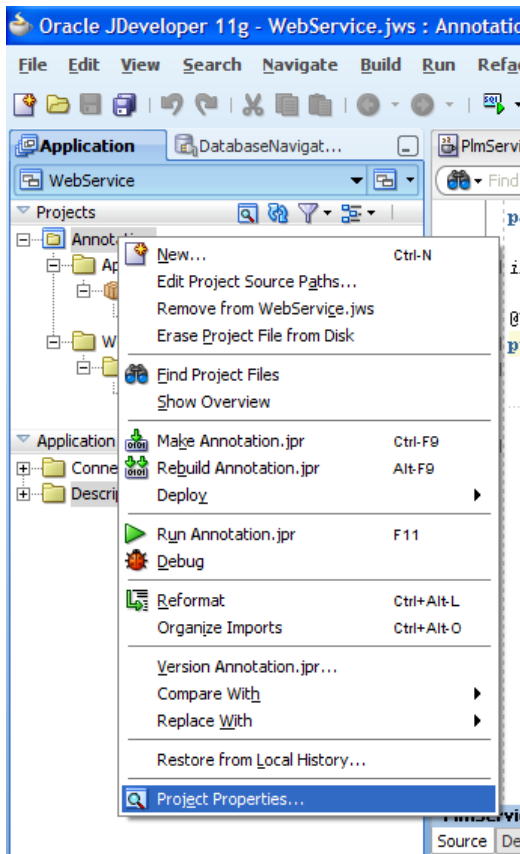 Oracle JDeveloper 11g - WebService.jws : Annotatio
File Edit View Search Navigate Build Run Refac
Application DatabaseNavigat... PlmServi
WebService Find
Projects
Annotation
New... Ctrl-N
Edit Project Source Paths...
Remove from WebService.jws
Erase Project File from Disk
Find Project Files
Show Overview
Application
Make Annotation.jpr Ctrl-F9
Conne
Rebuild Annotation.jpr Alt-F9
Descrip
Deploy
Run Annotation.jpr F11
Debug
Reformat Ctrl+Alt-L
Organize Imports Ctrl+Alt-O
Version Annotation.jpr...
Compare With
Replace With
Restore from Local History...
Project Properties...
Source De